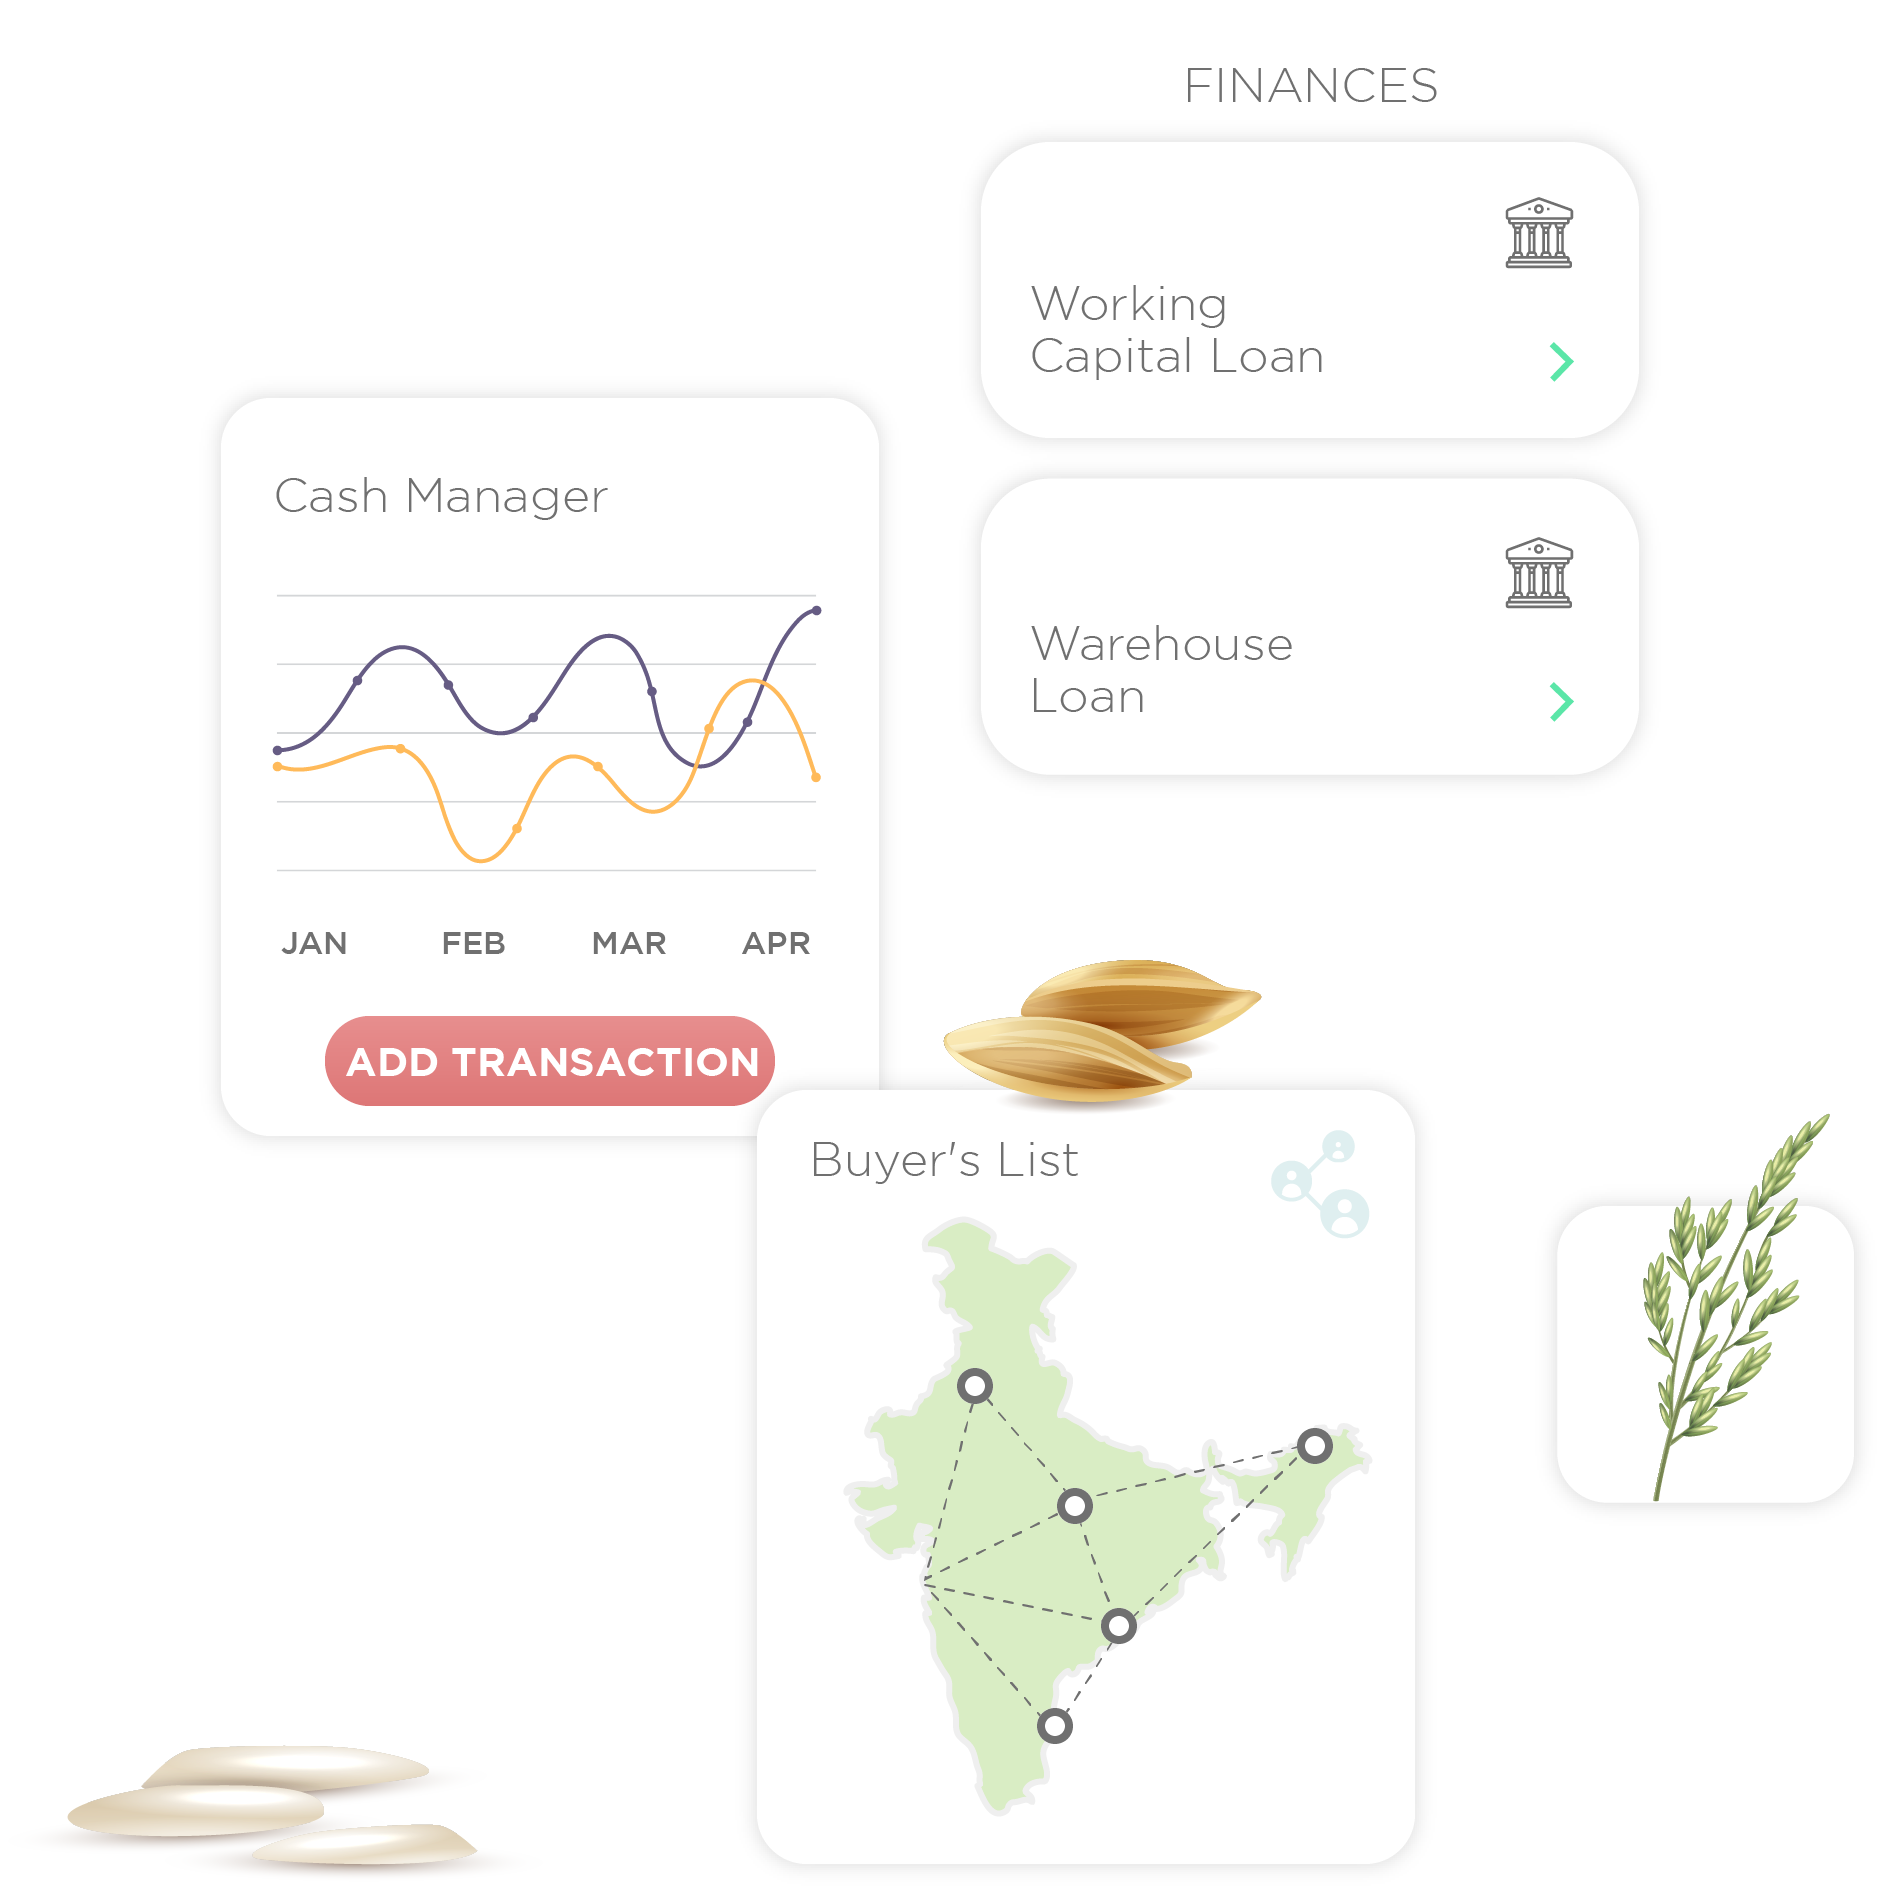 FINANCES
Working
Capital Loan
Warehouse
Loan
Cash Manager
JAN FEB MAR APR
ADD TRANSACTION
Buyer's List